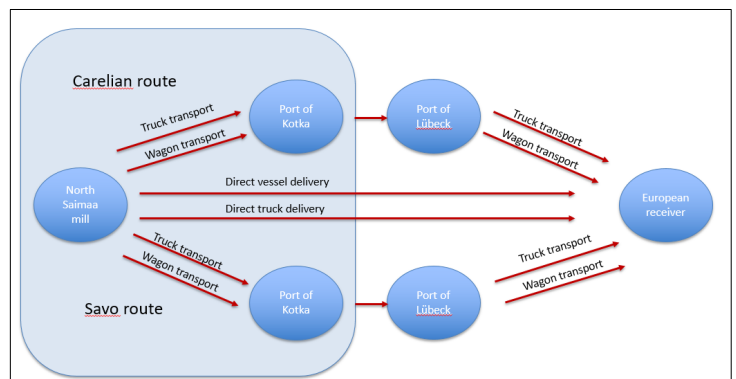 Carelian route
Truck transport
Wagon transport
Port of
Kotka
Port of
Lübeck
Truck transport
Wagon transport
North
Saimaa
mill
Direct vessel delivery
Direct truck delivery
European
receiver
Truck transport
Wagon transport
Savo route
Port of
Kotka
Port of
Lübeck
Truck transport
Wagon transport